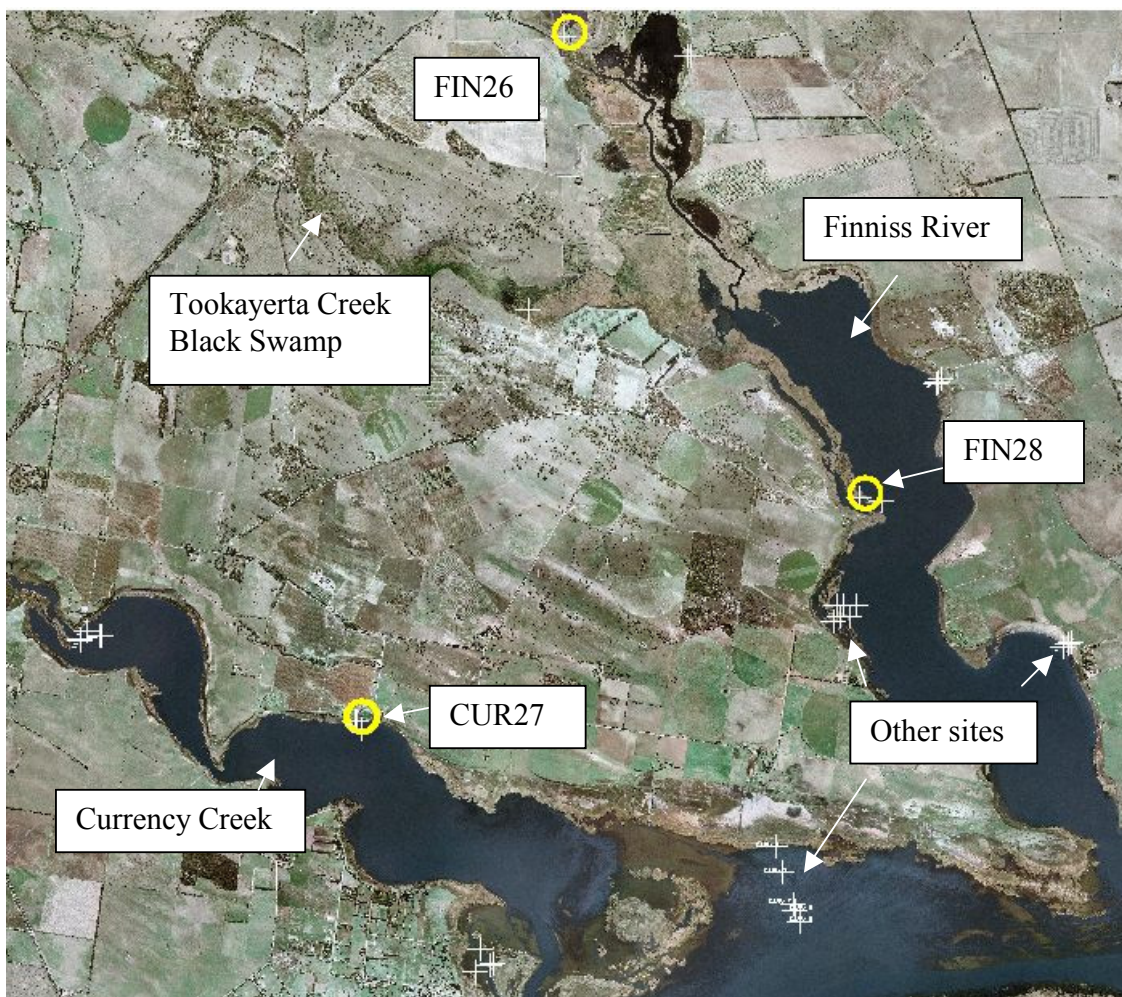 FIN26
Finniss River
Tookayerta Creek
Black Swamp
FIN28
CUR27
Other sites
Currency Creek